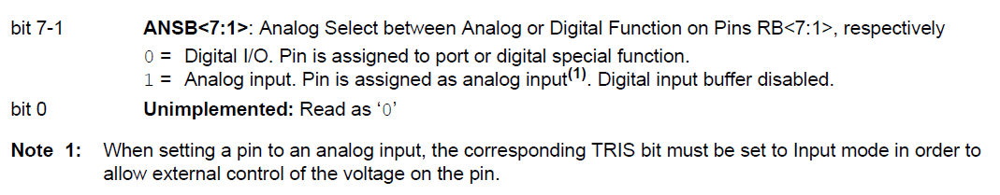 bit 7-1 ANSB<7:1>: Analog Select between Analog or Digital Function on Pins RB<7:1>, respectively
0 = Digital I/O. Pin is assigned to port or digital special function.
1 = Analog input. Pin is assigned as analog input(1). Digital input buffer disabled.
bit 0 Unimplemented: Read as ‘0’
Note 1: When setting a pin to an analog input, the corresponding TRIS bit must be set to Input mode in order to
allow external control of the voltage on the pin.